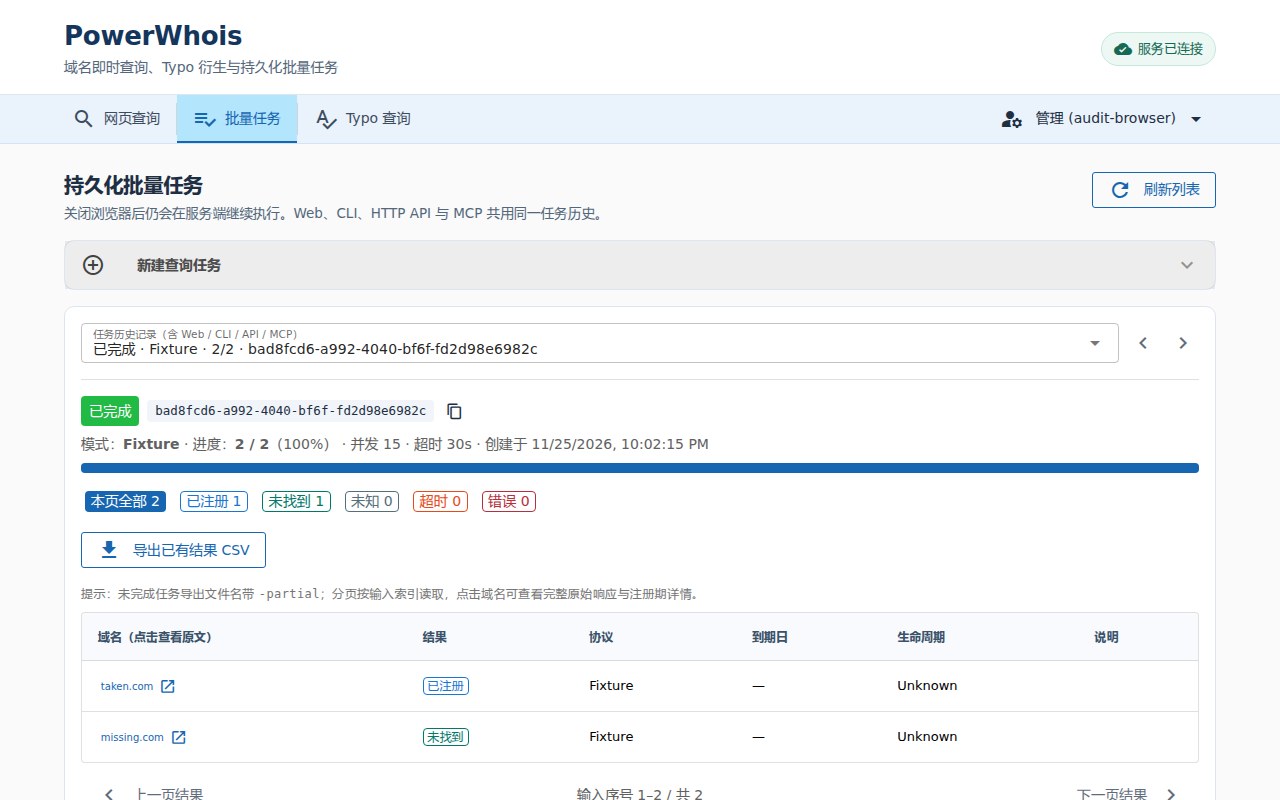 PowerWhois
域名即时查询、Typo 衍生与持久化批量任务
服务已连接
网页查询
批量任务
Typo 查询
管理 (audit-browser)
持久化批量任务
关闭浏览器后仍会在服务端继续执行。Web、CLI、HTTP API 与 MCP 共用同一任务历史。
刷新列表
新建查询任务
任务历史记录（含 Web / CLI / API / MCP）
已完成 · Fixture · 2/2 · bad8fcd6-a992-4040-bf6f-fd2d98e6982c
已完成 bad8fcd6-a992-4040-bf6f-fd2d98e6982c
模式：Fixture · 进度：2 / 2（100%） · 并发 15 · 超时 30s · 创建于 11/25/2026, 10:02:15 PM
本页全部 2 已注册 1 未找到 1 未知 0 超时 0 错误 0
导出已有结果 CSV
提示：未完成任务导出文件名带 -partial；分页按输入索引读取，点击域名可查看完整原始响应与注册期详情。
域名（点击查看原文） 结果 协议 到期日 生命周期 说明
taken.com 已注册 Fixture — Unknown
missing.com 未找到 Fixture — Unknown
上一页结果 输入序号 1–2 / 共 2 下一页结果